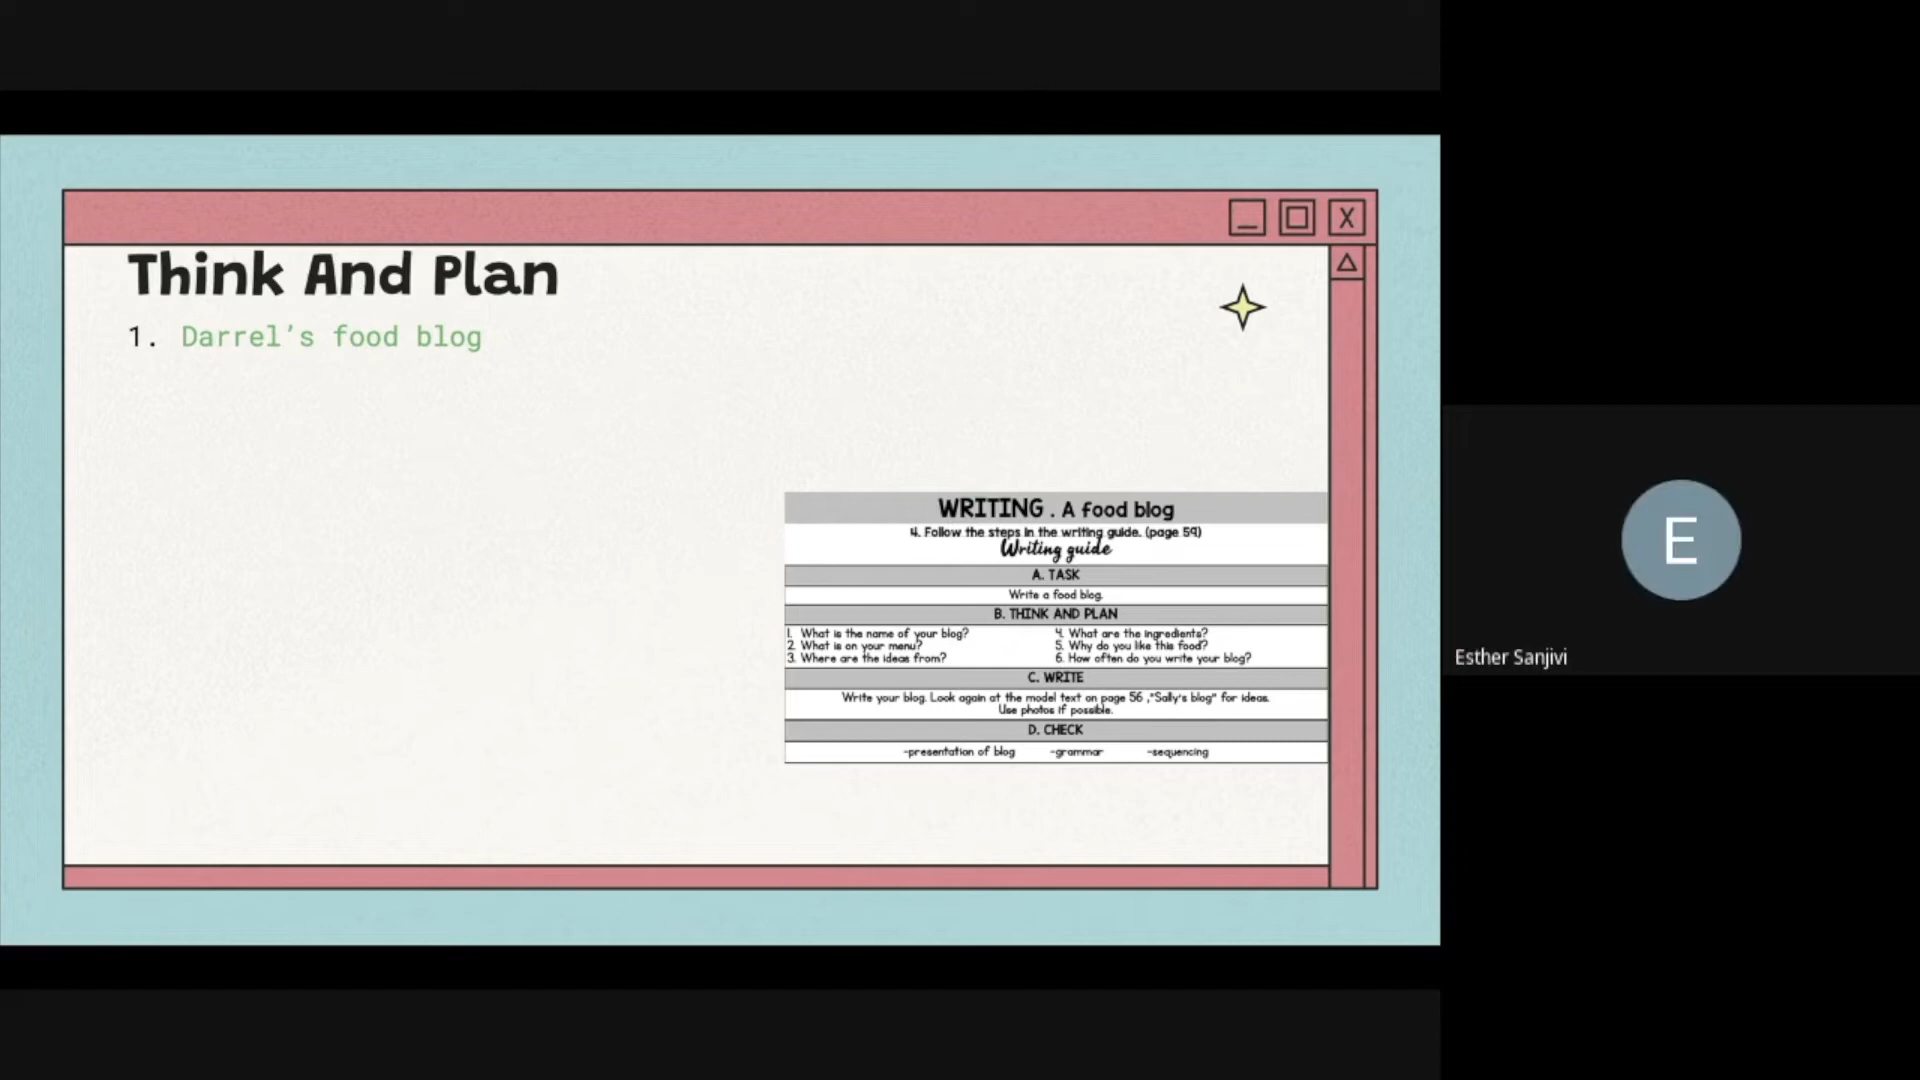 Think And Plan
1. Darrel's food blog
WRITING . A food blog
4. Follow the steps in the writing guide. (page 59)
Writing guide
A. TASK
Write a food blog.
B. THINK AND PLAN
1. What is the name of your blog?
2. What is on your menu?
3. Where are the ideas from?
4. What are the ingredients?
5. Why do you like this food?
6. How often do you write your blog?
C. WRITE
Write your blog. Look again at the model text on page 56 ,"Sally's blog" for ideas.
Use photos if possible.
D. CHECK
-presentation of blog -grammar -sequencing
E
Esther Sanjivi